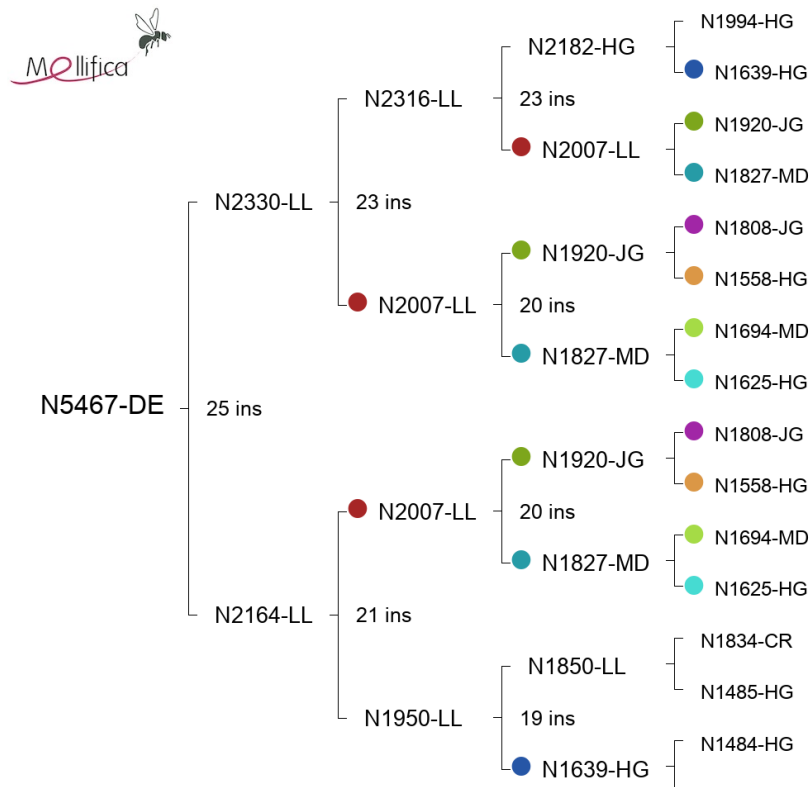 Mellifica
N1994-HG
N2182-HG
N1639-HG
N2316-LL
23 ins
N1920-JG
N2007-LL
N1827-MD
N2330-LL
23 ins
N1808-JG
N1920-JG
N1558-HG
N2007-LL
20 ins
N1694-MD
N1827-MD
N1625-HG
N5467-DE
25 ins
N1808-JG
N1920-JG
N1558-HG
N2007-LL
20 ins
N1694-MD
N1827-MD
N1625-HG
N2164-LL
21 ins
N1834-CR
N1850-LL
N1485-HG
N1950-LL
19 ins
N1484-HG
N1639-HG